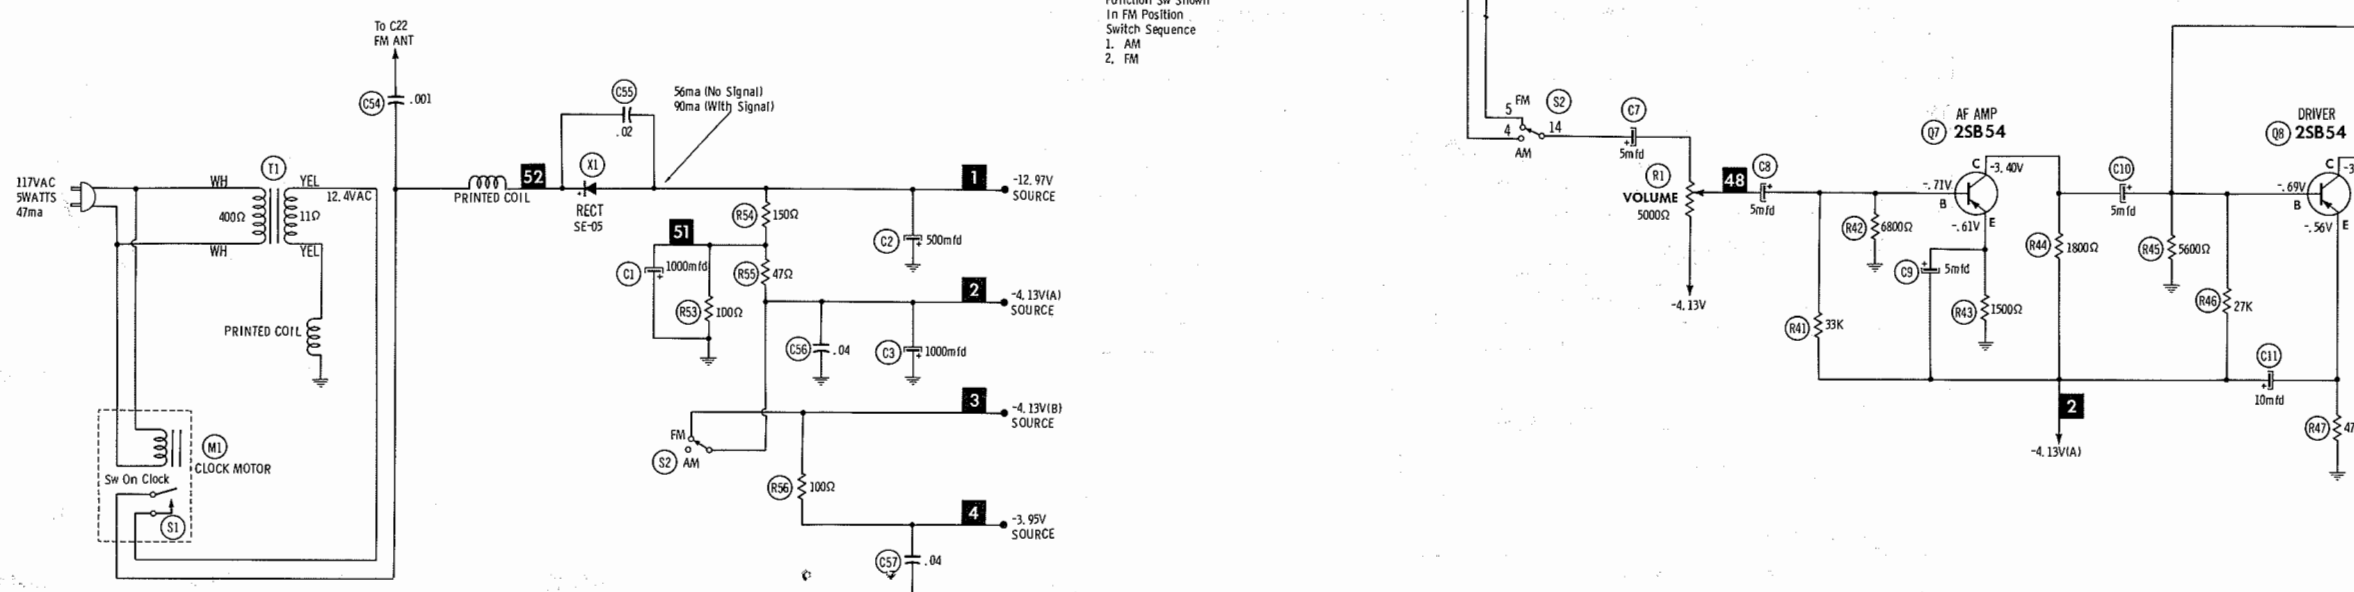 To C22
FM ANT
C54
.001
117VAC
5WATTS
47ma
T1
WH
YEL
12.4VAC
400Ω
11Ω
WH
YEL
PRINTED COIL
M1
CLOCK MOTOR
Sw On Clock
S1
PRINTED COIL
52
C55
.02
56ma (No Signal)
90ma (With Signal)
X1
RECT
SE-05
1
-12.97V
SOURCE
R54
150Ω
C2
500mfd
51
C1
1000mfd
R55
47Ω
R53
100Ω
2
-4.13V(A)
SOURCE
C56
.04
C3
1000mfd
3
-4.13V(B)
SOURCE
FM
S2
AM
R56
100Ω
4
-3.95V
SOURCE
C57
.04
Function Sw Shown
In FM Position
Switch Sequence
1. AM
2. FM
5
FM
S2
4
14
AM
C7
5mfd
R1
VOLUME
5000Ω
48
C8
5mfd
-4.13V
AF AMP
Q7 2SB54
C
-3.40V
-.71V
B
-.61V
E
R42
6800Ω
C9
5mfd
R43
1500Ω
R41
33K
R44
1800Ω
C10
5mfd
2
-4.13V(A)
R45
5600Ω
R46
27K
C11
10mfd
DRIVER
Q8 2SB54
C
-3
-.69V
B
-.56V
E
R47
47